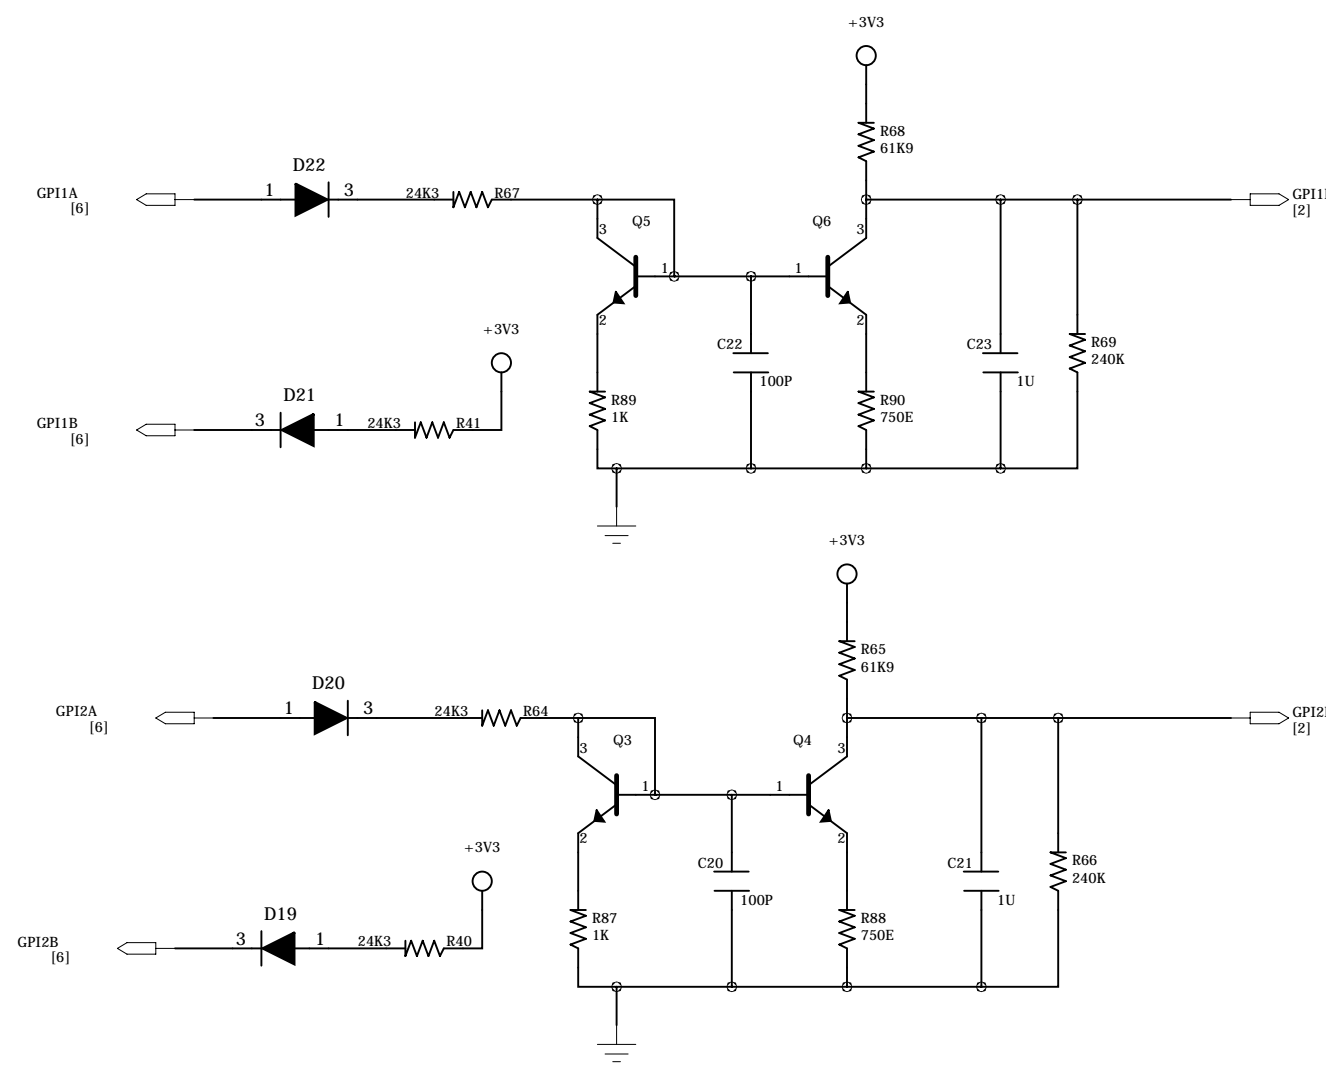 +3V3
R68
61K9
D22
GPI1A
[6]
1
3
24K3
R67
GPI1
[2]
Q5
Q6
3
3
1
1
2
2
+3V3
C22
100P
C23
1U
R69
240K
D21
GPI1B
[6]
3
1
24K3
R41
R89
1K
R90
750E
+3V3
R65
61K9
D20
GPI2A
[6]
1
3
24K3
R64
GPI2
[2]
Q3
Q4
3
3
1
1
2
2
+3V3
C20
100P
C21
1U
R66
240K
D19
GPI2B
[6]
3
1
24K3
R40
R87
1K
R88
750E